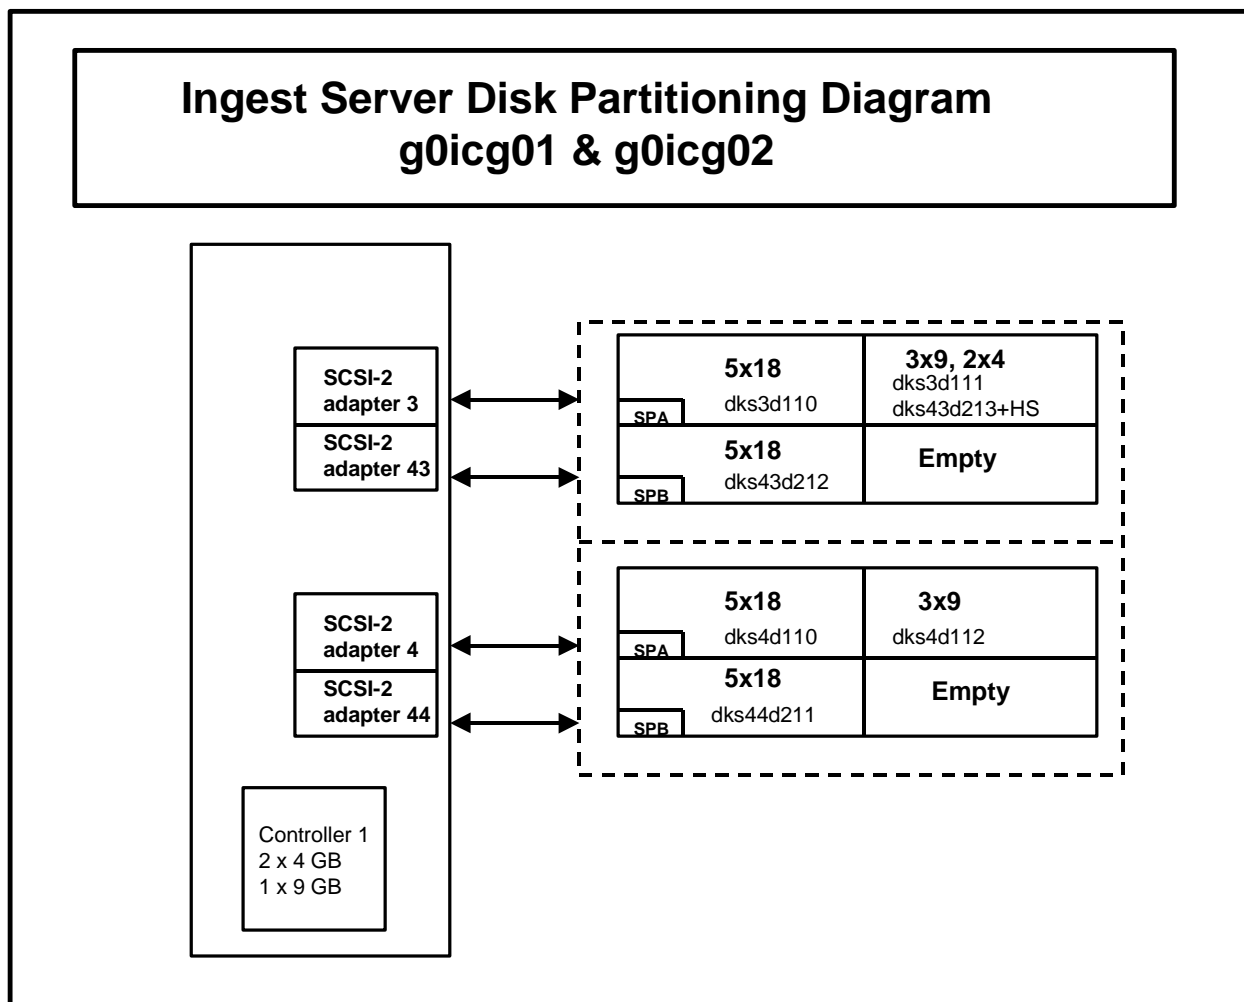 Ingest Server Disk Partitioning Diagram
g0icg01 & g0icg02
SCSI-2
adapter 3
SCSI-2
adapter 43
5x18
dks3d110
SPA
3x9, 2x4
dks3d111
dks43d213+HS
5x18
dks43d212
SPB
Empty
SCSI-2
adapter 4
SCSI-2
adapter 44
5x18
dks4d110
SPA
3x9
dks4d112
5x18
dks44d211
SPB
Empty
Controller 1
2 x 4 GB
1 x 9 GB